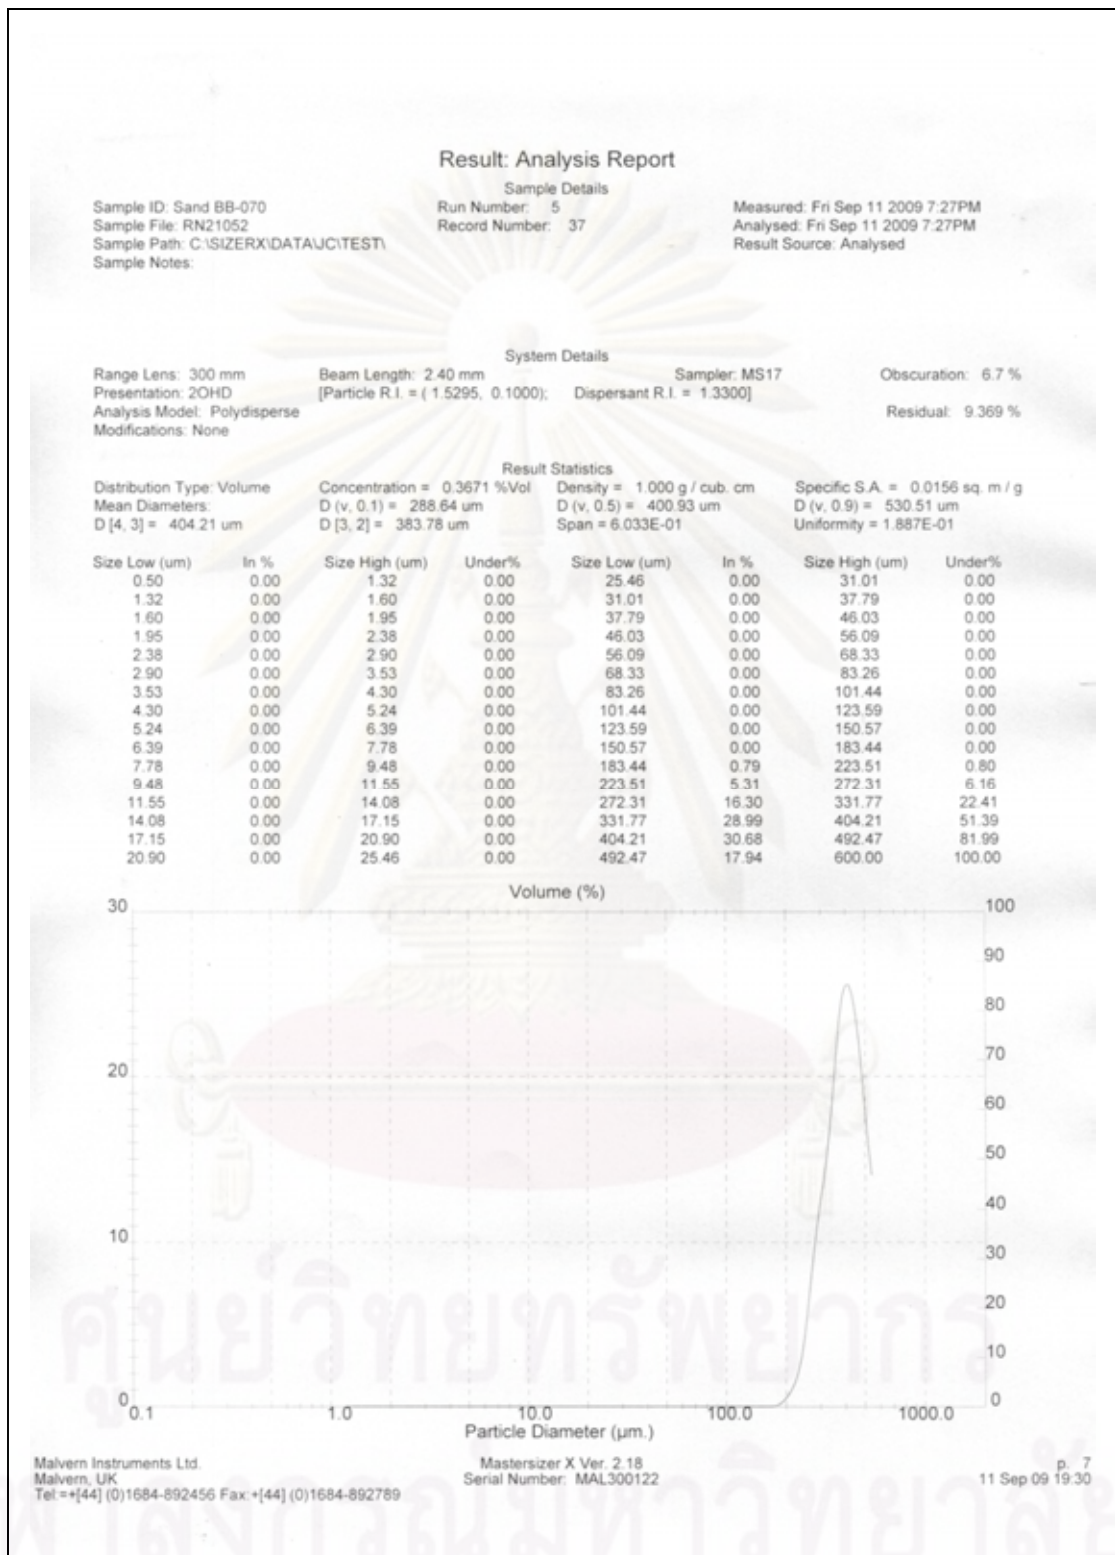 Result: Analysis Report
Sample Details
Sample ID: Sand BB-070 Run Number: 5 Measured: Fri Sep 11 2009 7:27PM
Sample File: RN21052 Record Number: 37 Analysed: Fri Sep 11 2009 7:27PM
Sample Path: C:\SIZERX\DATA\JC\TEST\ Result Source: Analysed
Sample Notes:
System Details
Range Lens: 300 mm Beam Length: 2.40 mm Sampler: MS17 Obscuration: 6.7 %
Presentation: 2OHD [Particle R.I. = ( 1.5295, 0.1000); Dispersant R.I. = 1.3300]
Analysis Model: Polydisperse Residual: 9.369 %
Modifications: None
Result Statistics
Distribution Type: Volume Concentration = 0.3671 %Vol Density = 1.000 g / cub. cm Specific S.A. = 0.0156 sq. m / g
Mean Diameters: D (v, 0.1) = 288.64 um D (v, 0.5) = 400.93 um D (v, 0.9) = 530.51 um
D [4, 3] = 404.21 um D [3, 2] = 383.78 um Span = 6.033E-01 Uniformity = 1.887E-01
Size Low (um) In % Size High (um) Under% Size Low (um) In % Size High (um) Under%
0.50 0.00 1.32 0.00 25.46 0.00 31.01 0.00
1.32 0.00 1.60 0.00 31.01 0.00 37.79 0.00
1.60 0.00 1.95 0.00 37.79 0.00 46.03 0.00
1.95 0.00 2.38 0.00 46.03 0.00 56.09 0.00
2.38 0.00 2.90 0.00 56.09 0.00 68.33 0.00
2.90 0.00 3.53 0.00 68.33 0.00 83.26 0.00
3.53 0.00 4.30 0.00 83.26 0.00 101.44 0.00
4.30 0.00 5.24 0.00 101.44 0.00 123.59 0.00
5.24 0.00 6.39 0.00 123.59 0.00 150.57 0.00
6.39 0.00 7.78 0.00 150.57 0.00 183.44 0.00
7.78 0.00 9.48 0.00 183.44 0.79 223.51 0.80
9.48 0.00 11.55 0.00 223.51 5.31 272.31 6.16
11.55 0.00 14.08 0.00 272.31 16.30 331.77 22.41
14.08 0.00 17.15 0.00 331.77 28.99 404.21 51.39
17.15 0.00 20.90 0.00 404.21 30.68 492.47 81.99
20.90 0.00 25.46 0.00 492.47 17.94 600.00 100.00
Volume (%)
30 100
90
80
20 70
60
50
40
10 30
20
10
0 0
0.1 1.0 10.0 100.0 1000.0
Particle Diameter (µm.)
ศูนย์วิทยทรัพยากร
Malvern Instruments Ltd. Mastersizer X Ver. 2.18 p. 7
Malvern, UK Serial Number: MAL300122 11 Sep 09 19:30
Tel:=+[44] (0)1684-892456 Fax:+[44] (0)1684-892789